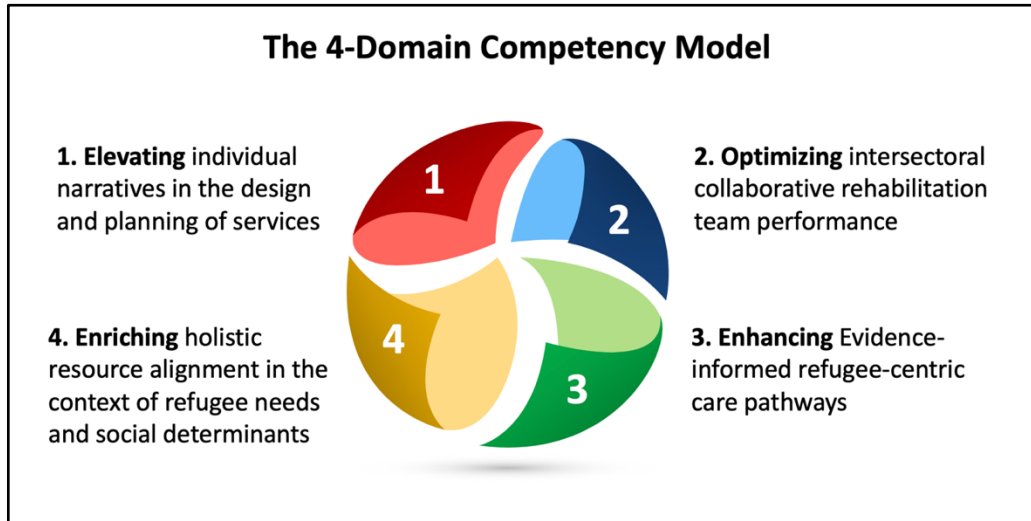 The 4-Domain Competency Model
1. Elevating individual
narratives in the design
and planning of services
2. Optimizing intersectoral
collaborative rehabilitation
team performance
4. Enriching holistic
resource alignment in the
context of refugee needs
and social determinants
3. Enhancing Evidence-
informed refugee-centric
care pathways
1
2
4
3